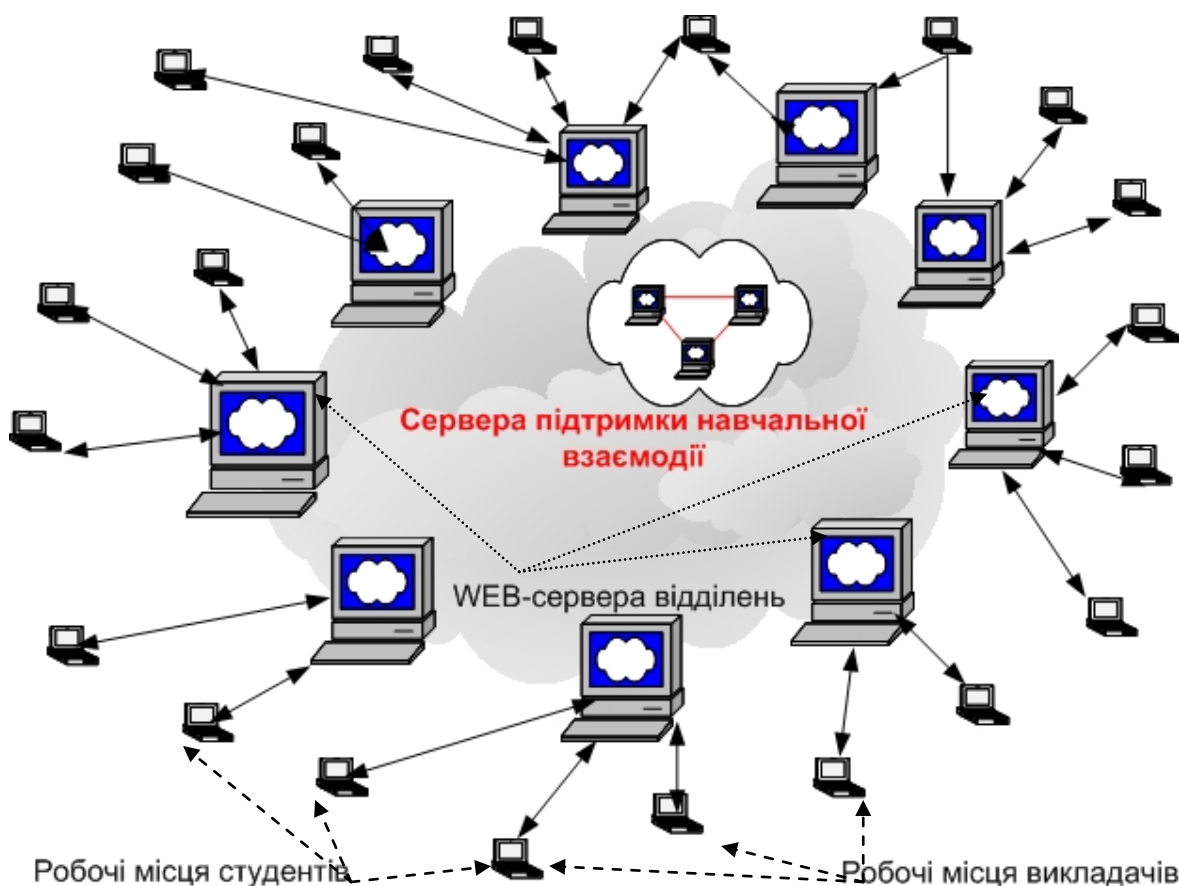 Сервера підтримки навчальної
взаємодії
WEB-сервера відділень
Робочі місця студентів
Робочі місця викладачів